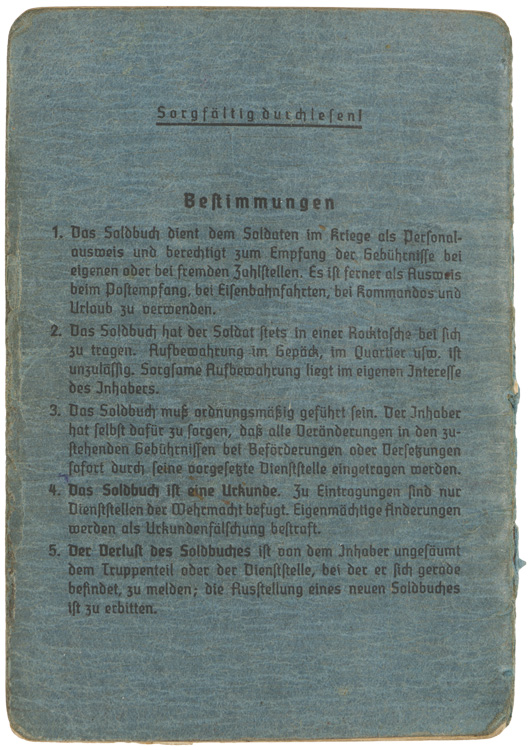 Sorgfältig durchlesen!
Bestimmungen
1. Das Soldbuch dient dem Soldaten im Kriege als Personal-
ausweis und berechtigt zum Empfang der Gebührnisse bei
eigenen oder bei fremden Zahlstellen. Es ist ferner als Ausweis
beim Postempfang, bei Eisenbahnfahrten, bei Kommandos und
Urlaub zu verwenden.
2. Das Soldbuch hat der Soldat stets in einer Rocktasche bei sich
zu tragen. Aufbewahrung im Gepäck, im Quartier usw. ist
unzulässig. Sorgsame Aufbewahrung liegt im eigenen Interesse
des Inhabers.
3. Das Soldbuch muß ordnungsmäßig geführt sein. Der Inhaber
hat selbst dafür zu sorgen, daß alle Veränderungen in den zu-
stehenden Gebührnissen bei Beförderungen oder Versetzungen
sofort durch seine vorgesetzte Dienststelle eingetragen werden.
4. Das Soldbuch ist eine Urkunde. Zu Eintragungen sind nur
Dienststellen der Wehrmacht befugt. Eigenmächtige Änderungen
werden als Urkundenfälschung bestraft.
5. Der Verlust des Soldbuches ist von dem Inhaber ungesäumt
dem Truppenteil oder der Dienststelle, bei der er sich gerade
befindet, zu melden; die Ausstellung eines neuen Soldbuches
ist zu erbitten.